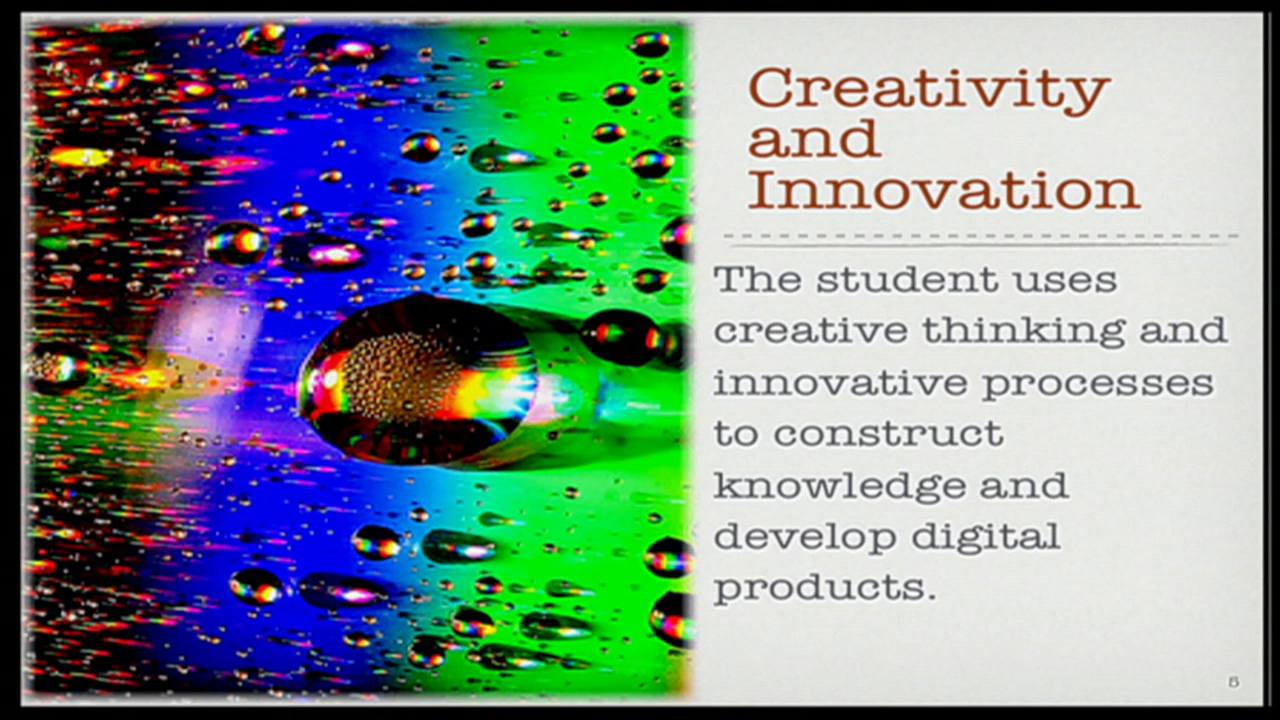 Creativity
and
Innovation
The student uses
creative thinking and
innovative processes
to construct
knowledge and
develop digital
products.
5